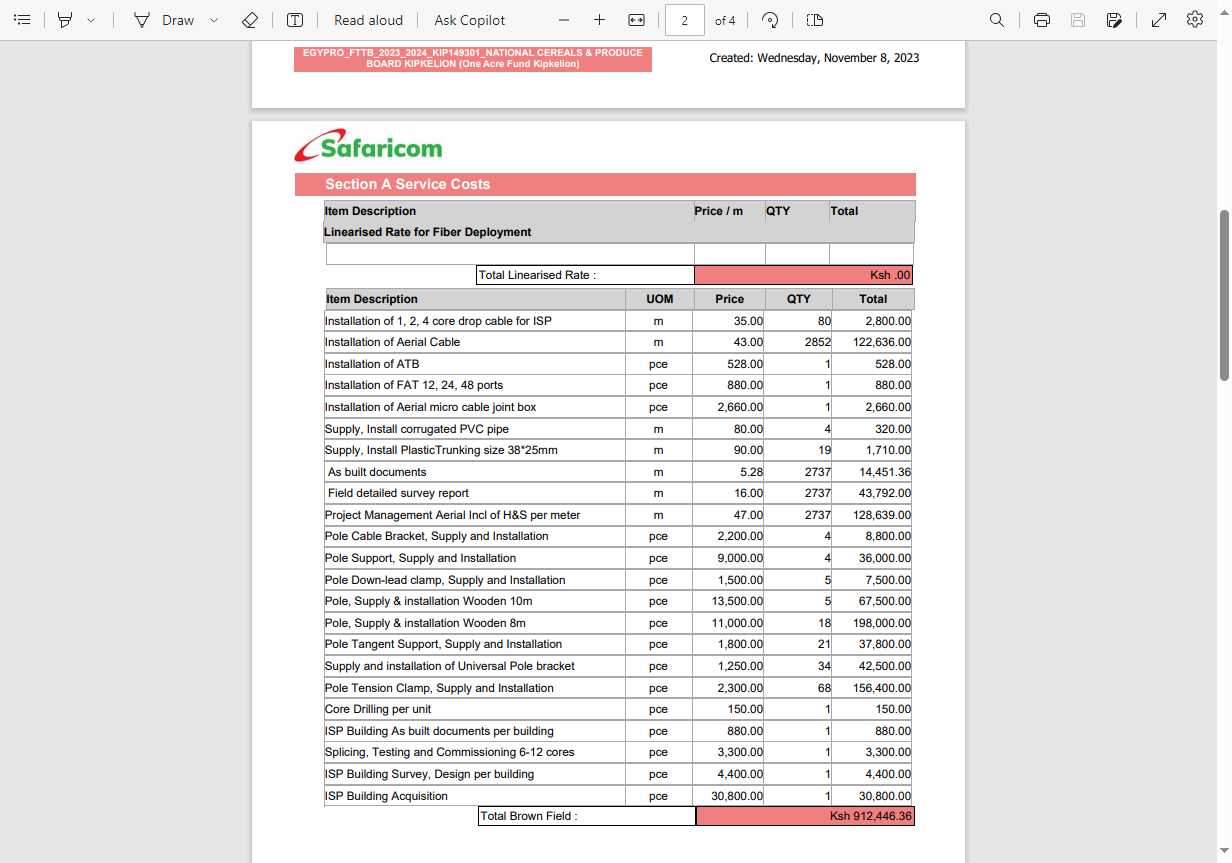 Draw Read aloud Ask Copilot 2 of 4
EGYPRO_FTTB_2023_2024_KIP149301_NATIONAL CEREALS & PRODUCE
BOARD KIPKELION (One Acre Fund Kipkelion)
Created: Wednesday, November 8, 2023
Safaricom
Section A Service Costs
Item Description Price / m QTY Total
Linearised Rate for Fiber Deployment
Total Linearised Rate : Ksh .00
Item Description UOM Price QTY Total
Installation of 1, 2, 4 core drop cable for ISP m 35.00 80 2,800.00
Installation of Aerial Cable m 43.00 2852 122,636.00
Installation of ATB pce 528.00 1 528.00
Installation of FAT 12, 24, 48 ports pce 880.00 1 880.00
Installation of Aerial micro cable joint box pce 2,660.00 1 2,660.00
Supply, Install corrugated PVC pipe m 80.00 4 320.00
Supply, Install PlasticTrunking size 38*25mm m 90.00 19 1,710.00
As built documents m 5.28 2737 14,451.36
Field detailed survey report m 16.00 2737 43,792.00
Project Management Aerial Incl of H&S per meter m 47.00 2737 128,639.00
Pole Cable Bracket, Supply and Installation pce 2,200.00 4 8,800.00
Pole Support, Supply and Installation pce 9,000.00 4 36,000.00
Pole Down-lead clamp, Supply and Installation pce 1,500.00 5 7,500.00
Pole, Supply & installation Wooden 10m pce 13,500.00 5 67,500.00
Pole, Supply & installation Wooden 8m pce 11,000.00 18 198,000.00
Pole Tangent Support, Supply and Installation pce 1,800.00 21 37,800.00
Supply and installation of Universal Pole bracket pce 1,250.00 34 42,500.00
Pole Tension Clamp, Supply and Installation pce 2,300.00 68 156,400.00
Core Drilling per unit pce 150.00 1 150.00
ISP Building As built documents per building pce 880.00 1 880.00
Splicing, Testing and Commissioning 6-12 cores pce 3,300.00 1 3,300.00
ISP Building Survey, Design per building pce 4,400.00 1 4,400.00
ISP Building Acquisition pce 30,800.00 1 30,800.00
Total Brown Field : Ksh 912,446.36